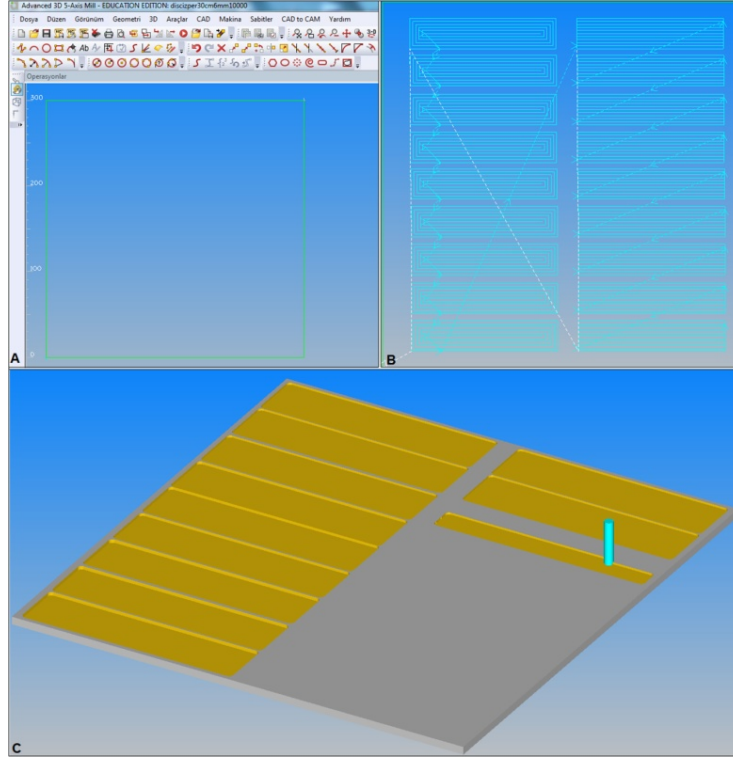 Advanced 3D 5-Axis Mill - EDUCATION EDITION: discizper30cm6mm10000
Dosya Düzen Görünüm Geometri 3D Araçlar CAD Makina Sabitler CAD to CAM Yardım
Ab
Operasyonlar
300
200
100
0
A
B
C